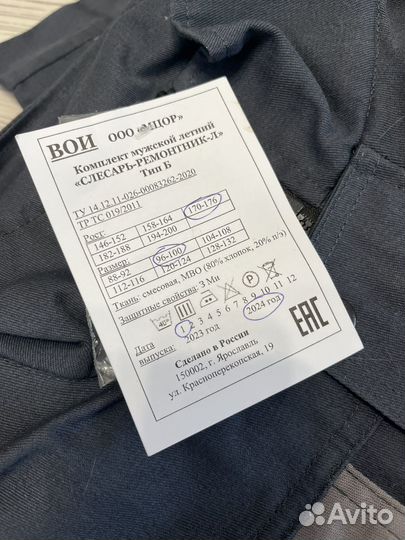 ВОИ ООО «МЦОР»
Комплект мужской летний
«СЛЕСАРЬ-РЕМОНТНИК-Л»
Тип Б
ТУ 14.12.11-026-00083262-2020
ТР ТС 019/2011
Рост:
146-152 158-164 170-176
182-188 194-200
Размер:
88-92 96-100 104-108
112-116 120-124 128-132
Ткань: смесовая, МВО (80% хлопок, 20% п/э)
Защитные свойства: З Ми
40°
Дата выпуска:
1 2 3 4 5 6 7 8 9 10 11 12
2023 год 2024 год
Сделано в России
150002, г. Ярославль
ул. Красноперекопская, 19
ЕАС
Avito